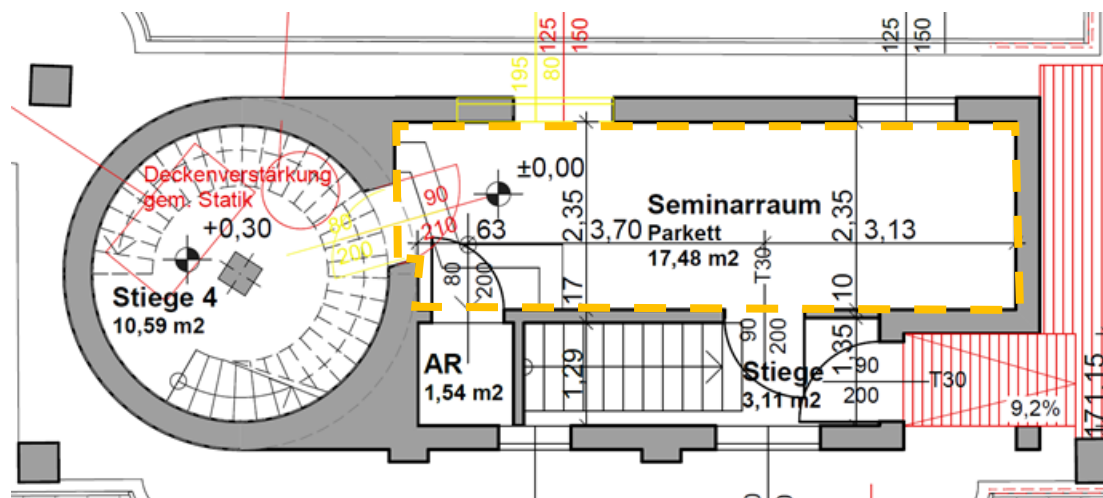 125
150
195
80
125
150
Deckenverstärkung
gem. Statik
+0,30
Stiege 4
10,59 m2
80
200
90
210
±0,00
63
2,35
3,70
Seminarraum
Parkett
17,48 m2
2,35
3,13
80
200
17
T30
10
AR
1,54 m2
1,29
90
200
Stiege
3,11 m2
1,35
90
200
T30
9,2%
171,15